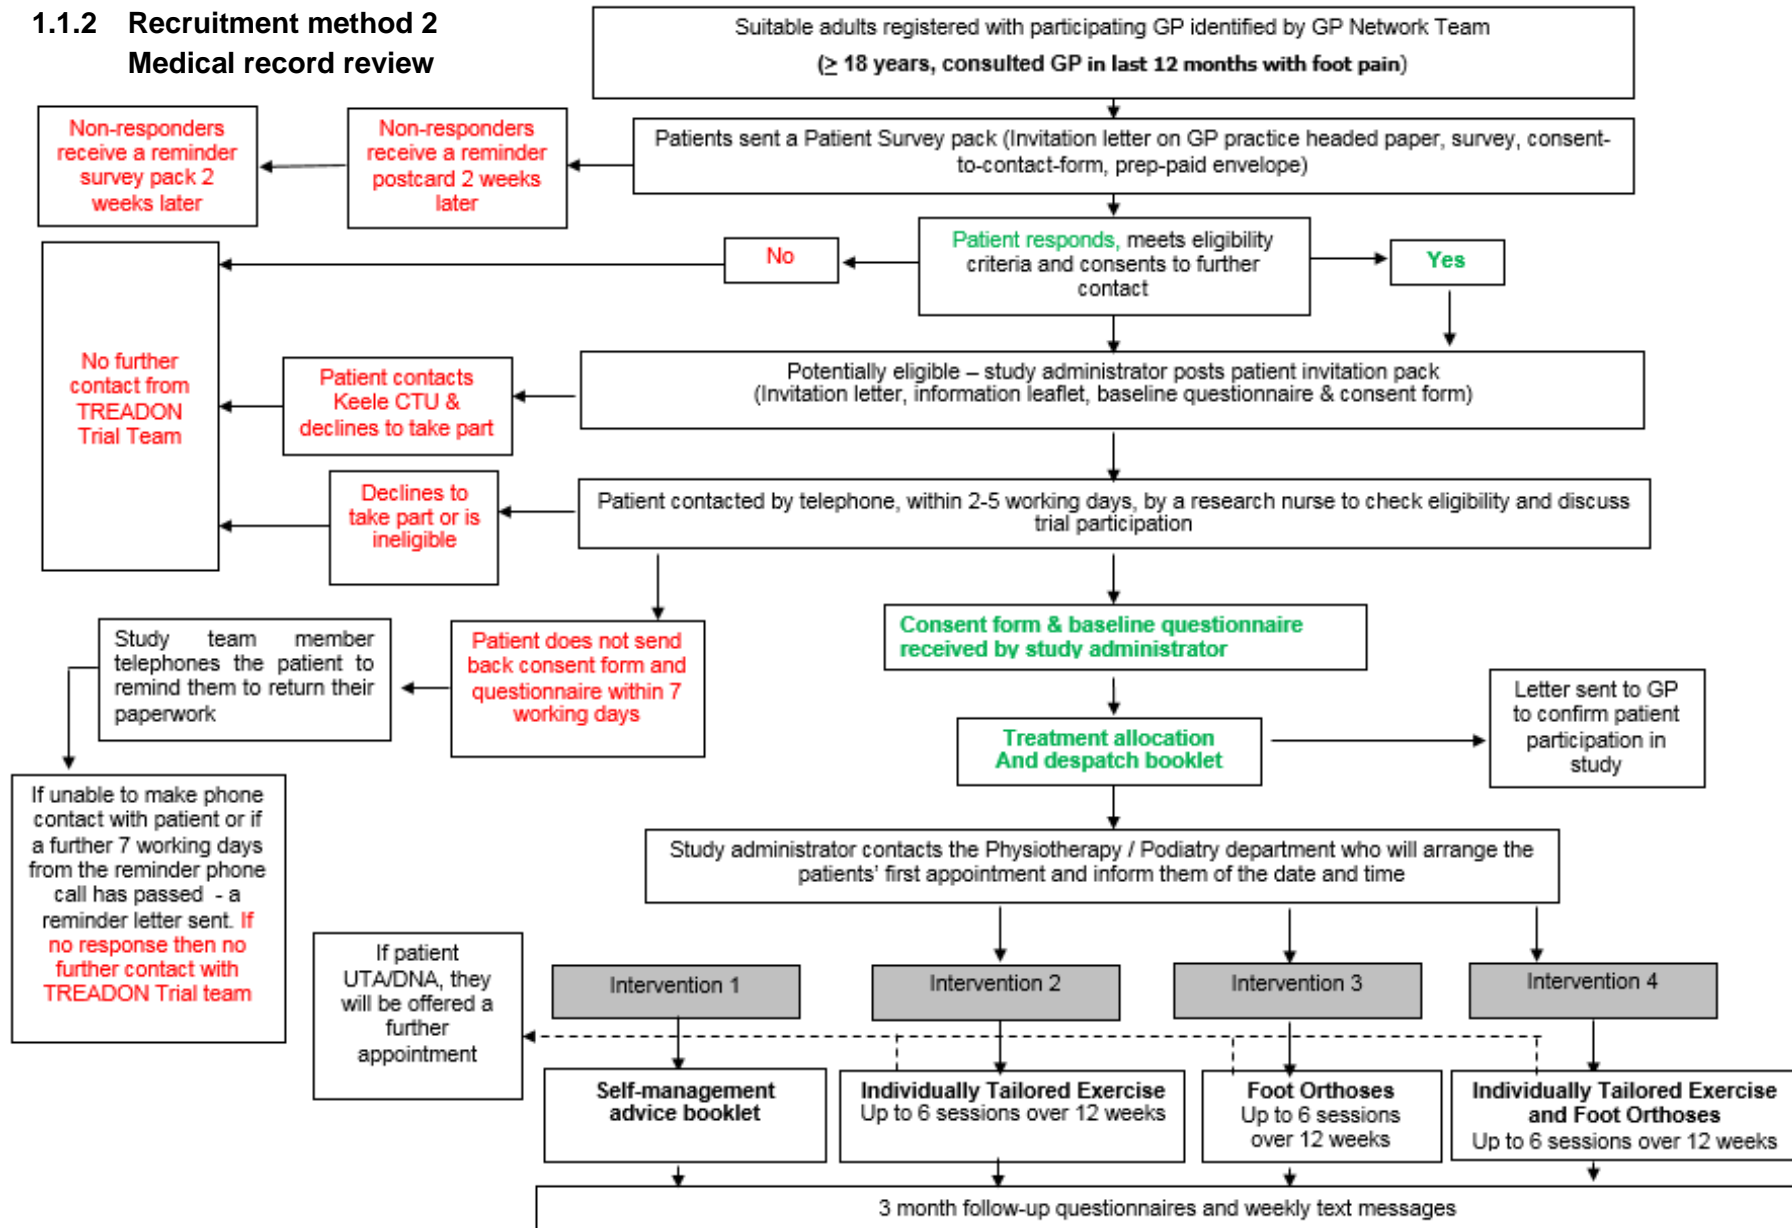 1.1.2 Recruitment method 2
Medical record review
Suitable adults registered with participating GP identified by GP Network Team
(≥ 18 years, consulted GP in last 12 months with foot pain)
Non-responders
receive a reminder
survey pack 2
weeks later
Non-responders
receive a reminder
postcard 2 weeks
later
Patients sent a Patient Survey pack (Invitation letter on GP practice headed paper, survey, consent-
to-contact-form, prep-paid envelope)
No
Patient responds, meets eligibility
criteria and consents to further
contact
Yes
No further
contact from
TREADON
Trial Team
Patient contacts
Keele CTU &
declines to take part
Potentially eligible – study administrator posts patient invitation pack
(Invitation letter, information leaflet, baseline questionnaire & consent form)
Declines to
take part or is
ineligible
Patient contacted by telephone, within 2-5 working days, by a research nurse to check eligibility and discuss
trial participation
Study team member
telephones the patient to
remind them to return their
paperwork
Patient does not send
back consent form and
questionnaire within 7
working days
Consent form & baseline questionnaire
received by study administrator
Treatment allocation
And despatch booklet
Letter sent to GP
to confirm patient
participation in
study
If unable to make phone
contact with patient or if
a further 7 working days
from the reminder phone
call has passed - a
reminder letter sent. If
no response then no
further contact with
TREADON Trial team
Study administrator contacts the Physiotherapy / Podiatry department who will arrange the
patients' first appointment and inform them of the date and time
If patient
UTA/DNA, they
will be offered a
further
appointment
Intervention 1
Intervention 2
Intervention 3
Intervention 4
Self-management
advice booklet
Individually Tailored Exercise
Up to 6 sessions over 12 weeks
Foot Orthoses
Up to 6 sessions
over 12 weeks
Individually Tailored Exercise
and Foot Orthoses
Up to 6 sessions over 12 weeks
3 month follow-up questionnaires and weekly text messages